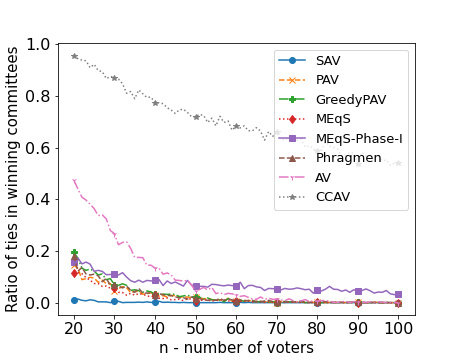 1.0
0.8
0.6
0.4
0.2
0.0
Ratio of ties in winning committees
SAV
PAV
GreedyPAV
MEqS
MEqS-Phase-I
Phragmen
AV
CCAV
20 30 40 50 60 70 80 90 100
n - number of voters